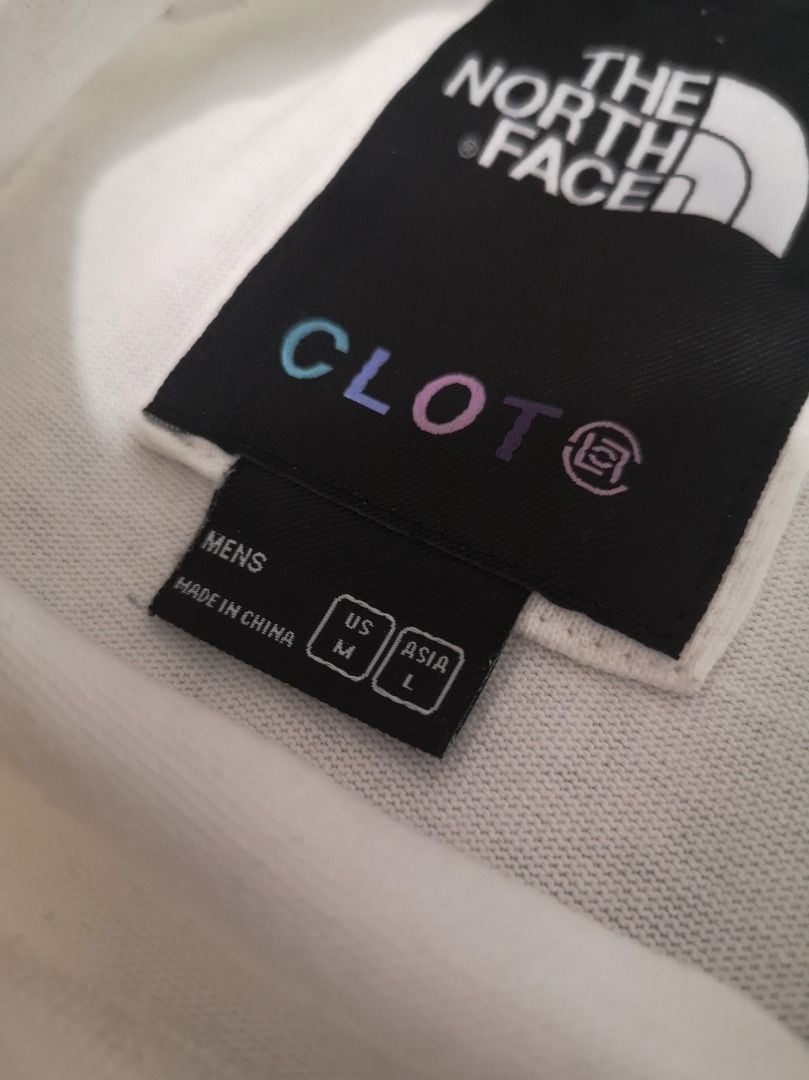 THE
NORTH
FACE
®
CLOT
MENS
MADE IN CHINA
US
M
ASIA
L